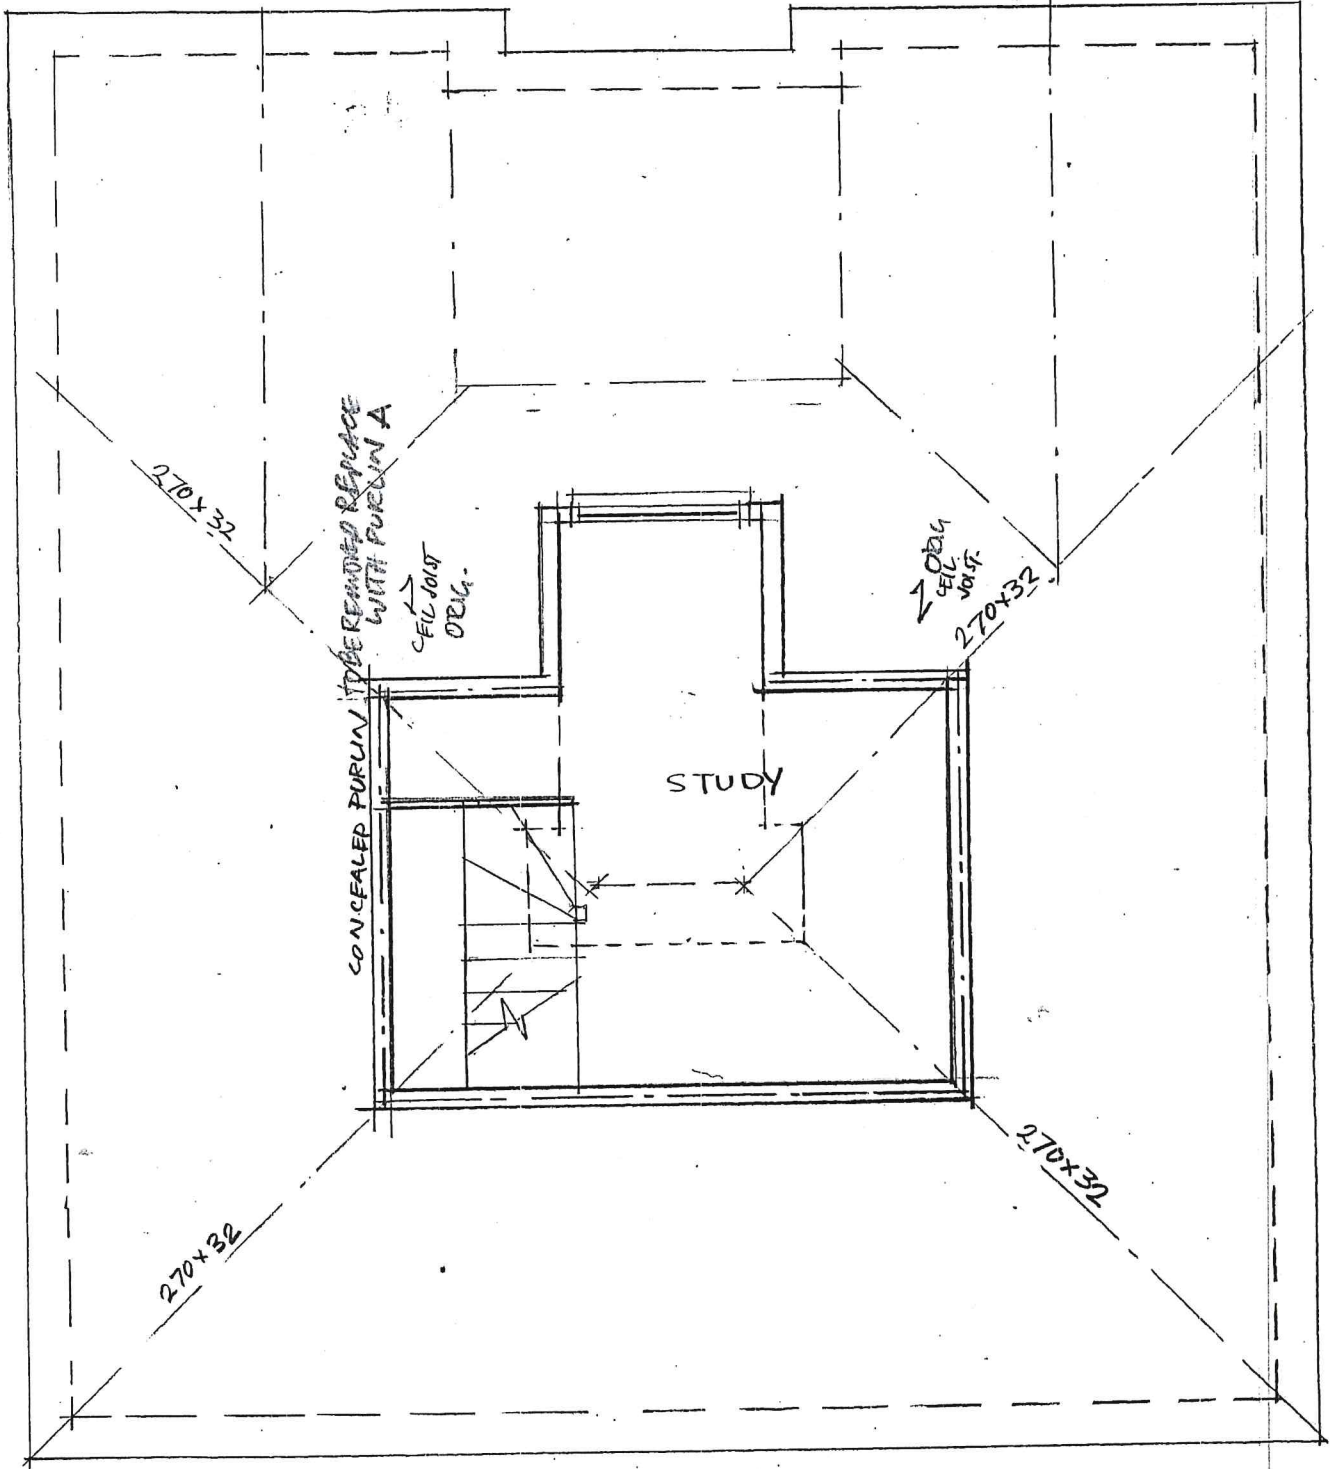 270x32
CONCEALED PURLIN TO BE REMOVED REPLACE
WITH PURLIN A
CEIL JOIST
ORIG.
ORIG
CEIL.
JOIST.
270x32
STUDY
270x32
270x32